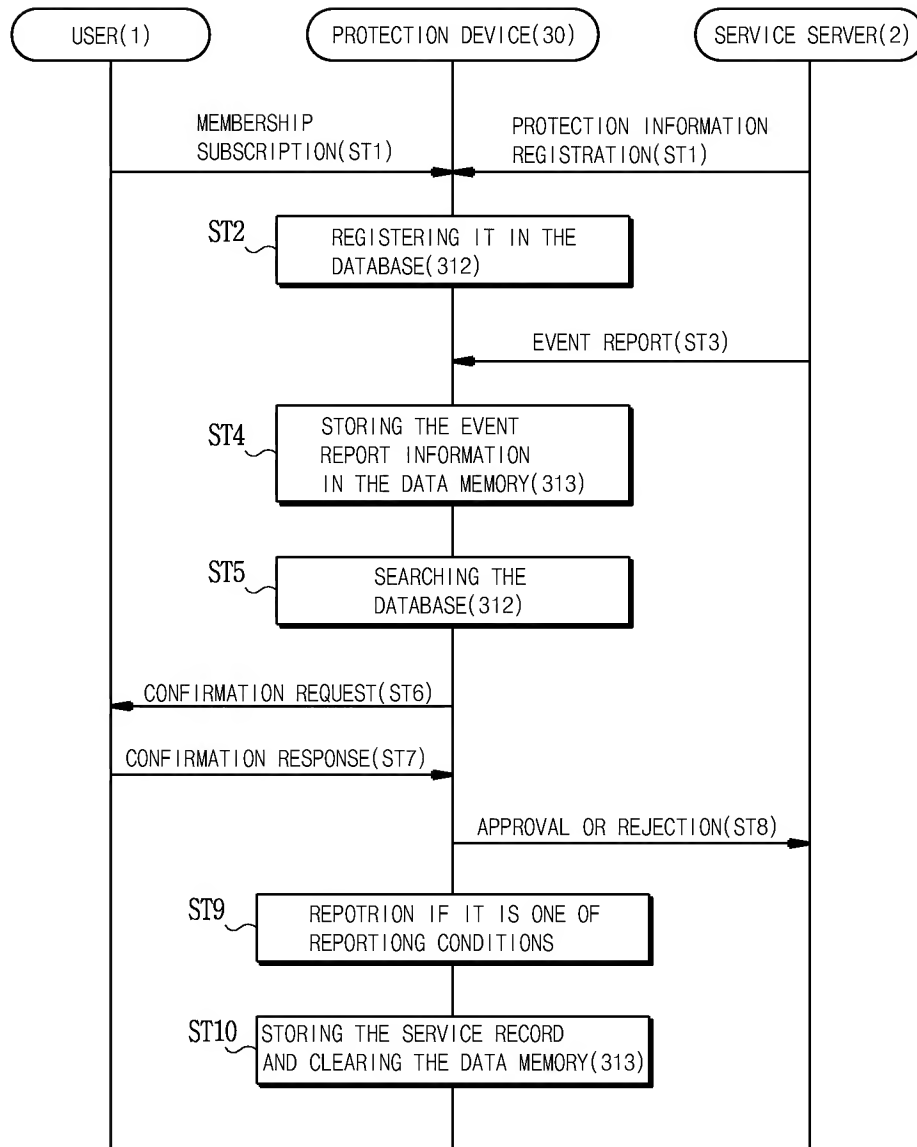 USER(1)
PROTECTION DEVICE(30)
SERVICE SERVER(2)
MEMBERSHIP
SUBSCRIPTION(ST1)
PROTECTION INFORMATION
REGISTRATION(ST1)
ST2
REGISTERING IT IN THE
DATABASE(312)
EVENT REPORT(ST3)
ST4
STORING THE EVENT
REPORT INFORMATION
IN THE DATA MEMORY(313)
ST5
SEARCHING THE
DATABASE(312)
CONFIRMATION REQUEST(ST6)
CONFIRMATION RESPONSE(ST7)
APPROVAL OR REJECTION(ST8)
ST9
REPOTRION IF IT IS ONE OF
REPORTIONG CONDITIONS
ST10
STORING THE SERVICE RECORD
AND CLEARING THE DATA MEMORY(313)